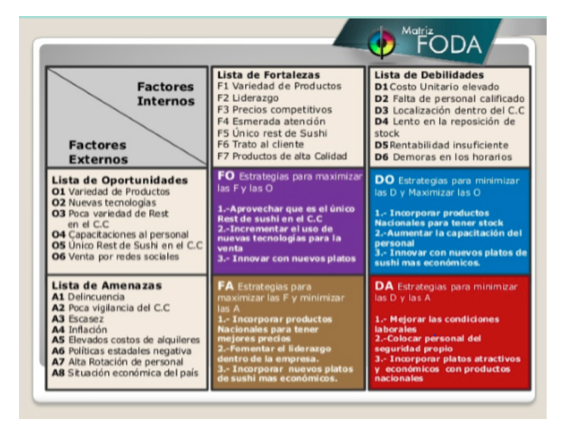 Matriz
FODA
Factores
Internos
Factores
Externos
Lista de Fortalezas
F1 Variedad de Productos
F2 Liderazgo
F3 Precios competitivos
F4 Esmerada atención
F5 Único rest de Sushi
F6 Trato al cliente
F7 Productos de alta Calidad
Lista de Debilidades
D1 Costo Unitario elevado
D2 Falta de personal calificado
D3 Localización dentro del C.C
D4 Lento en la reposición de
stock
D5 Rentabilidad insuficiente
D6 Demoras en los horarios
Lista de Oportunidades
O1 Variedad de Productos
O2 Nuevas tecnologías
O3 Poca variedad de Rest
en el C.C
O4 Capacitaciones al personal
O5 Único Rest de Sushi en el C.C
O6 Venta por redes sociales
FO Estrategias para maximizar
las F y las O
1.-Aprovechar que es el único
Rest de sushi en el C.C
2.-Incrementar el uso de
nuevas tecnologías para la
venta
3.- Innovar con nuevos platos
DO Estrategias para minimizar
las D y Maximizar las O
1.- Incorporar productos
Nacionales para tener stock
2.-Aumentar la capacitación del
personal
3.- Innovar con nuevos platos de
sushi mas económicos.
Lista de Amenazas
A1 Delincuencia
A2 Poca vigilancia del C.C
A3 Escasez
A4 Inflación
A5 Elevados costos de alquileres
A6 Políticas estadales negativa
A7 Alta Rotación de personal
A8 Situación económica del país
FA Estrategias para
maximizar las F y minimizar
las A
1.- Incorporar productos
Nacionales para tener
mejores precios
2.-Fementar el liderazgo
dentro de la empresa.
3.- Incorporar nuevos platos
de sushi mas económicos.
DA Estrategias para minimizar
las D y las A
1.- Mejorar las condiciones
laborales
2.-Colocar personal del
seguridad propio
3.- Incorporar platos atractivos
y económicos con productos
nacionales